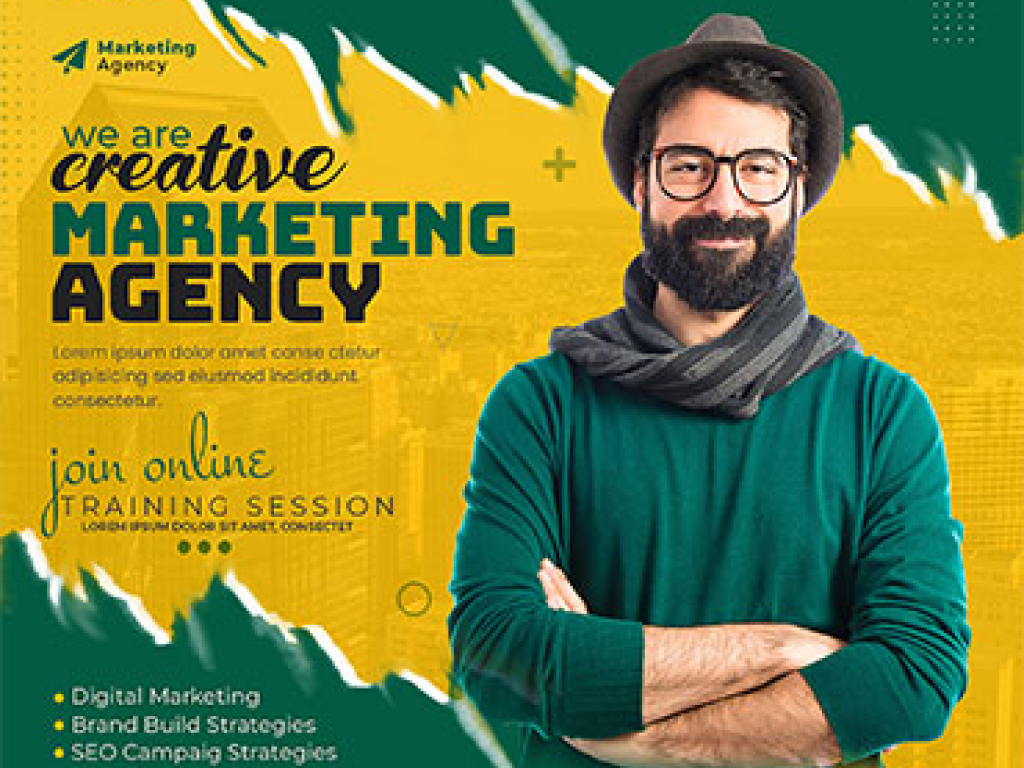 Marketing
Agency
we are
creative
MARKETING
AGENCY
Lorem ipsum dolor amet conse ctetur
adipisicing sed eiusmod incididunt
consectetur.
join online
TRAINING SESSION
LOREM IPSUM DOLOR SIT AMET, CONSECTET
• Digital Marketing
• Brand Build Strategies
• SEO Campaig Strategies